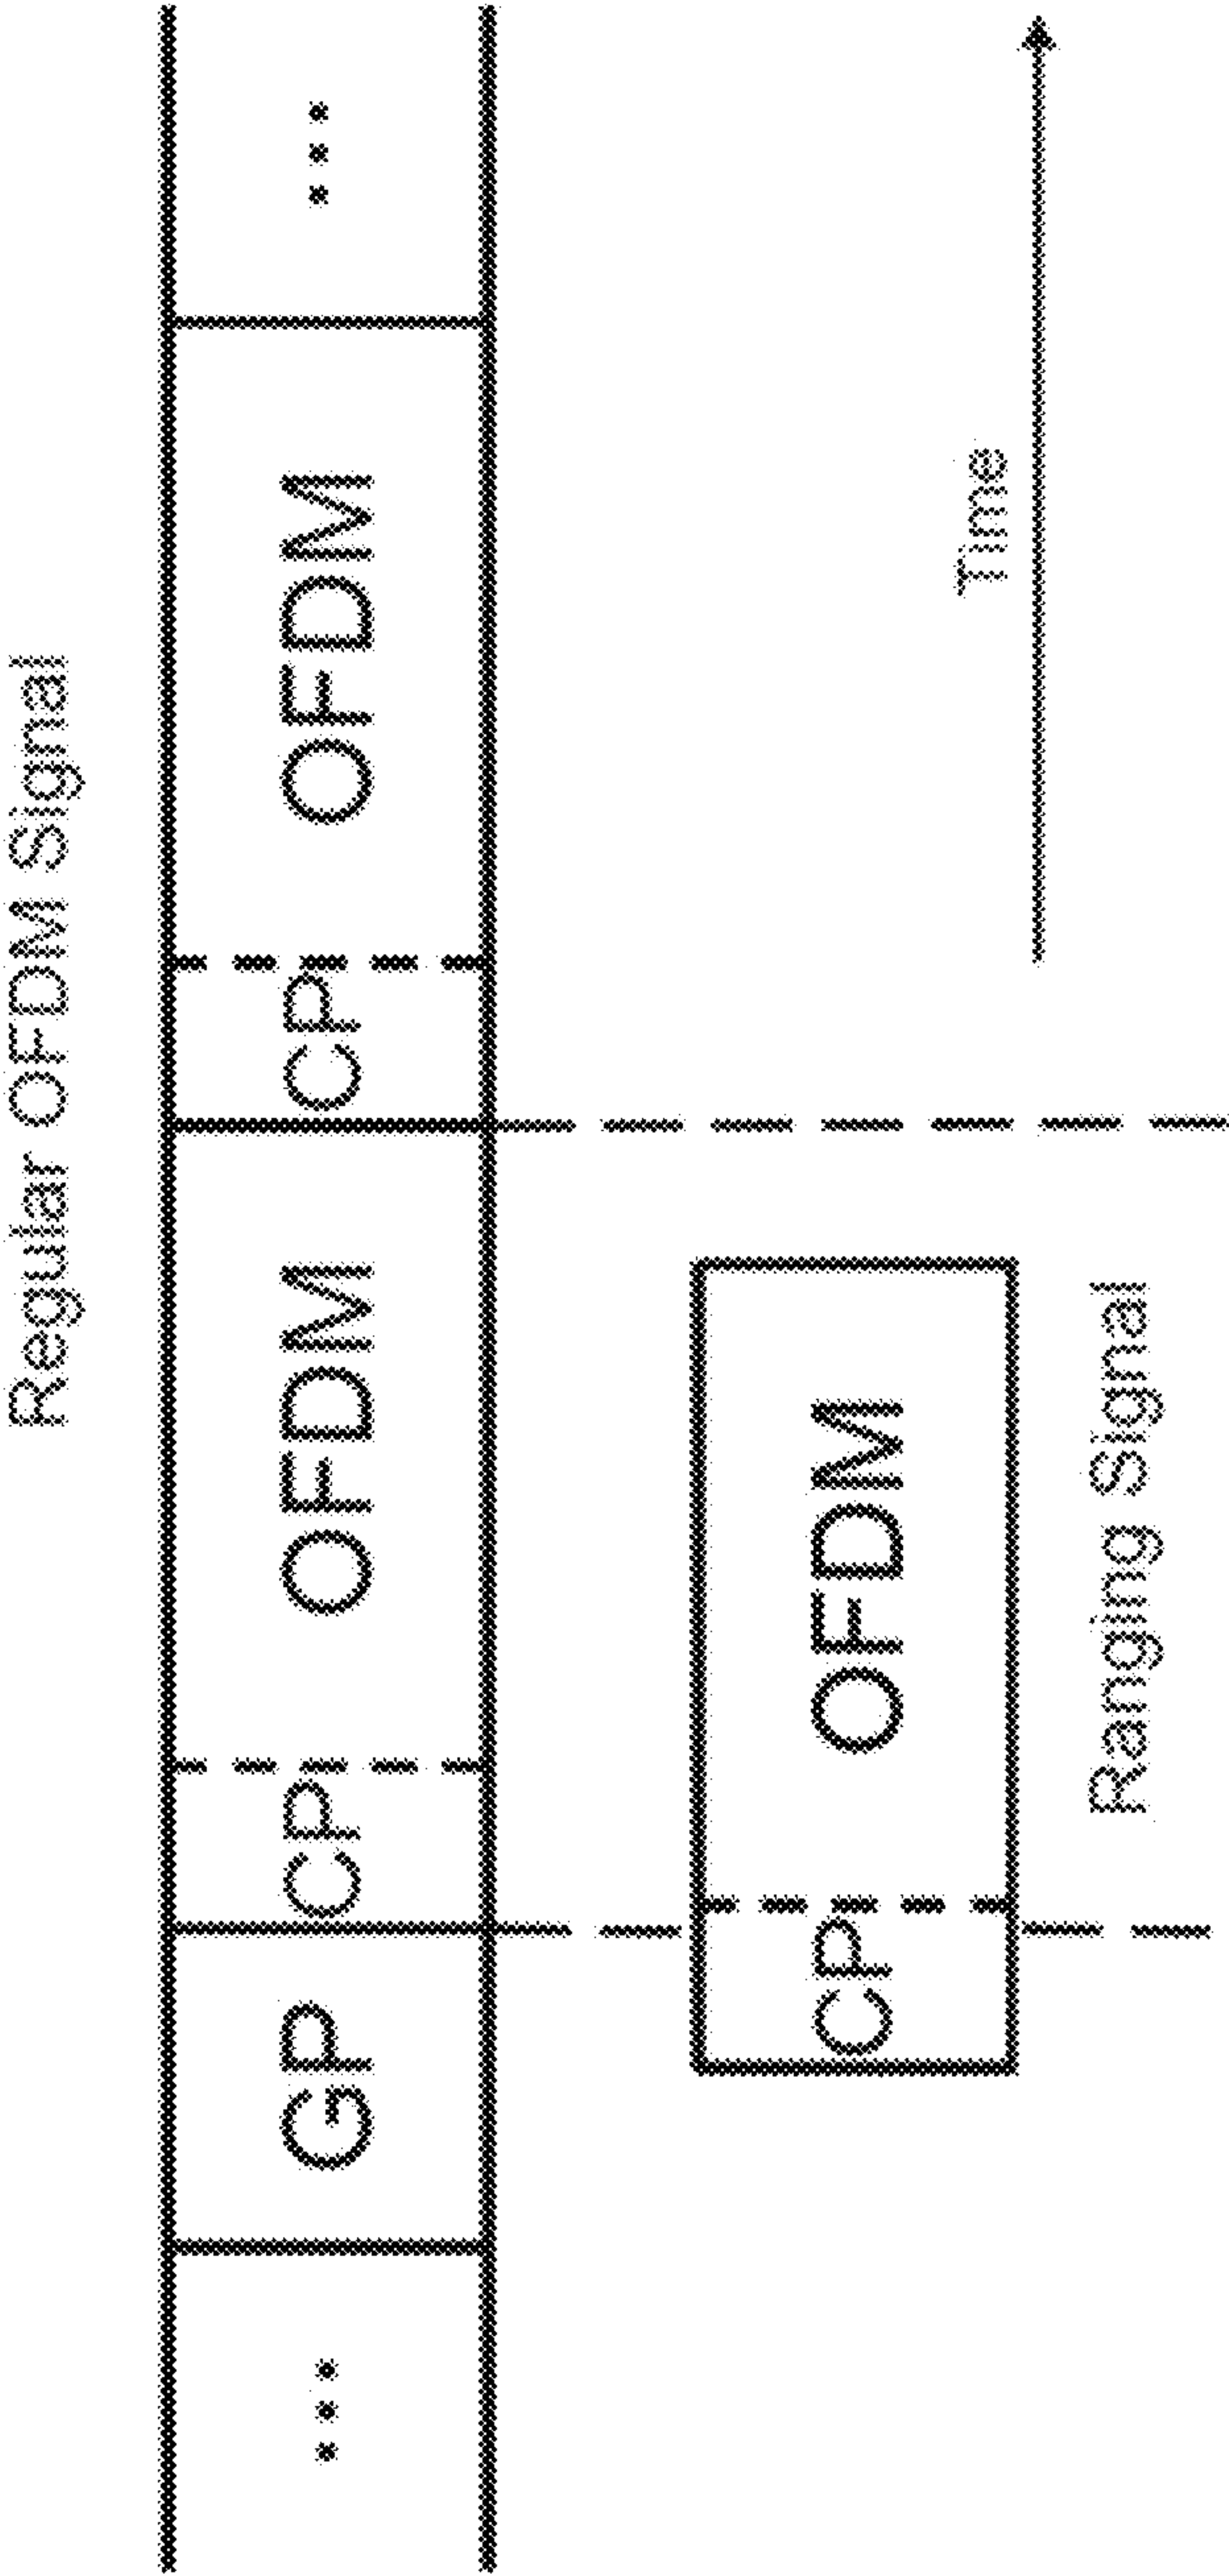 Regular OFDM Signal
... GP CP OFDM CP OFDM ...
CP OFDM
Time
Ranging Signal